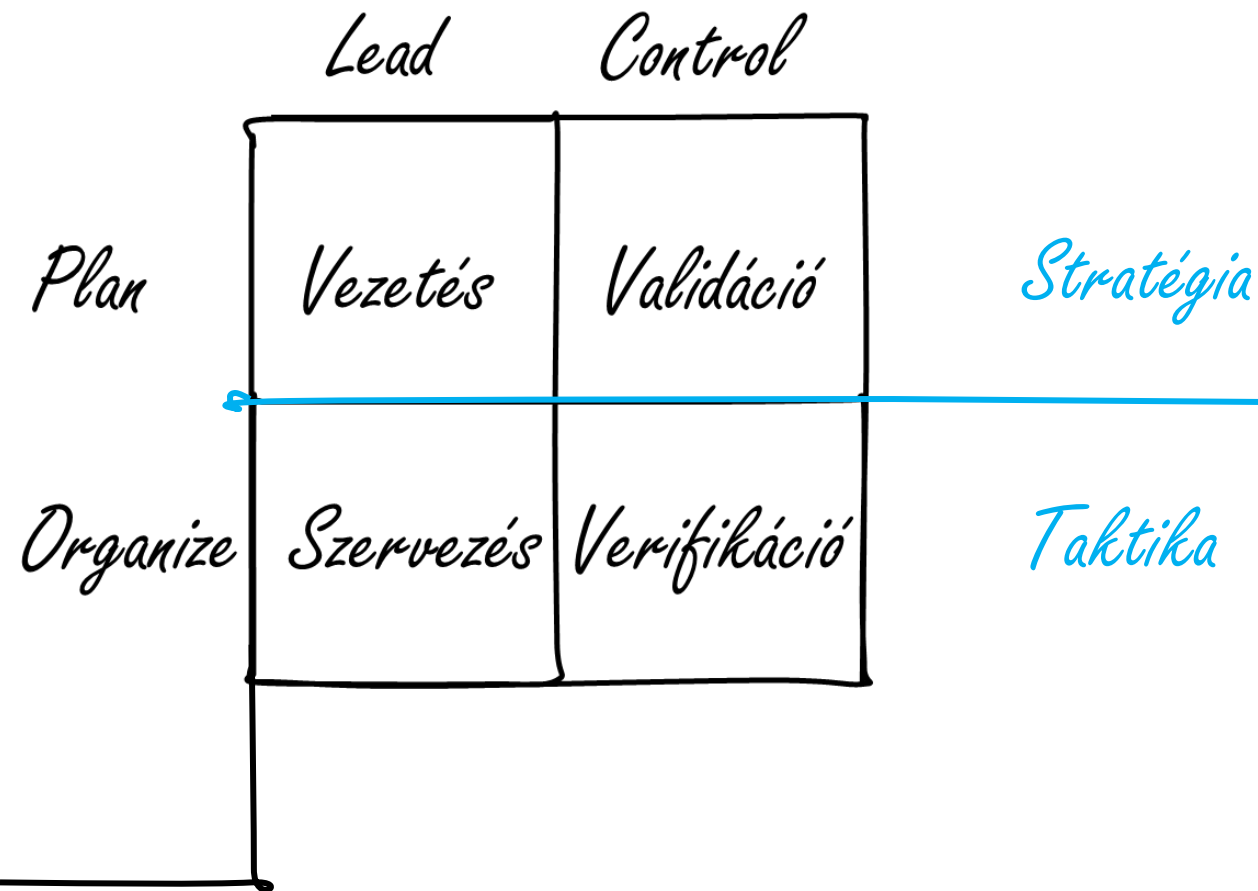 Lead Control
Plan Vezetés Validáció Stratégia
Organize Szervezés Verifikáció Taktika